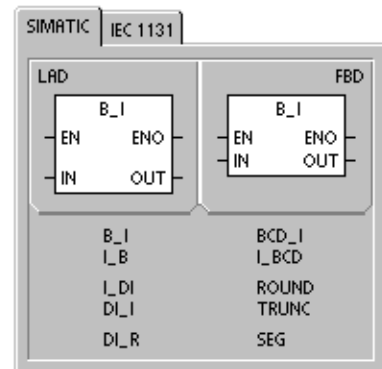 SIMATIC IEC 1131
LAD FBD
B_I B_I
EN ENO EN ENO
IN OUT IN OUT
B_I BCD_I
I_B I_BCD
I_DI ROUND
DI_I TRUNC
DI_R SEG